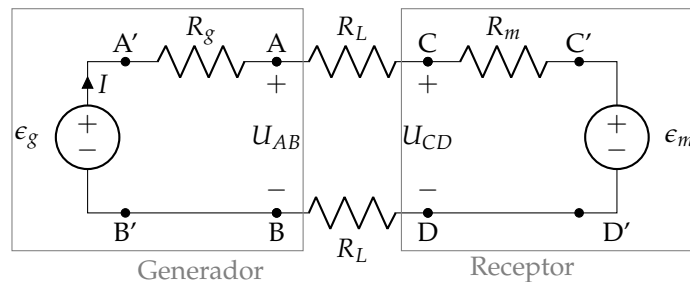 R_g R_L R_m
A′ A C C′
I + +
ϵ_g + − U_AB U_CD + − ϵ_m
− −
B′ B D D′
R_L
Generador Receptor